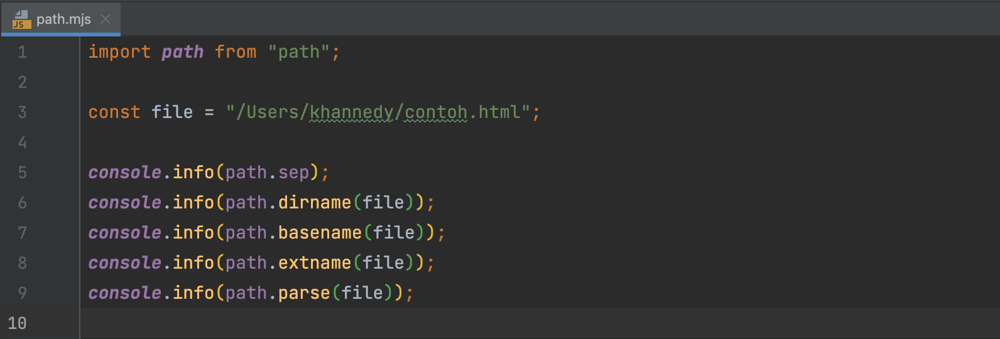 JS path.mjs
1 import path from "path";
2
3 const file = "/Users/khannedy/contoh.html";
4
5 console.info(path.sep);
6 console.info(path.dirname(file));
7 console.info(path.basename(file));
8 console.info(path.extname(file));
9 console.info(path.parse(file));
10